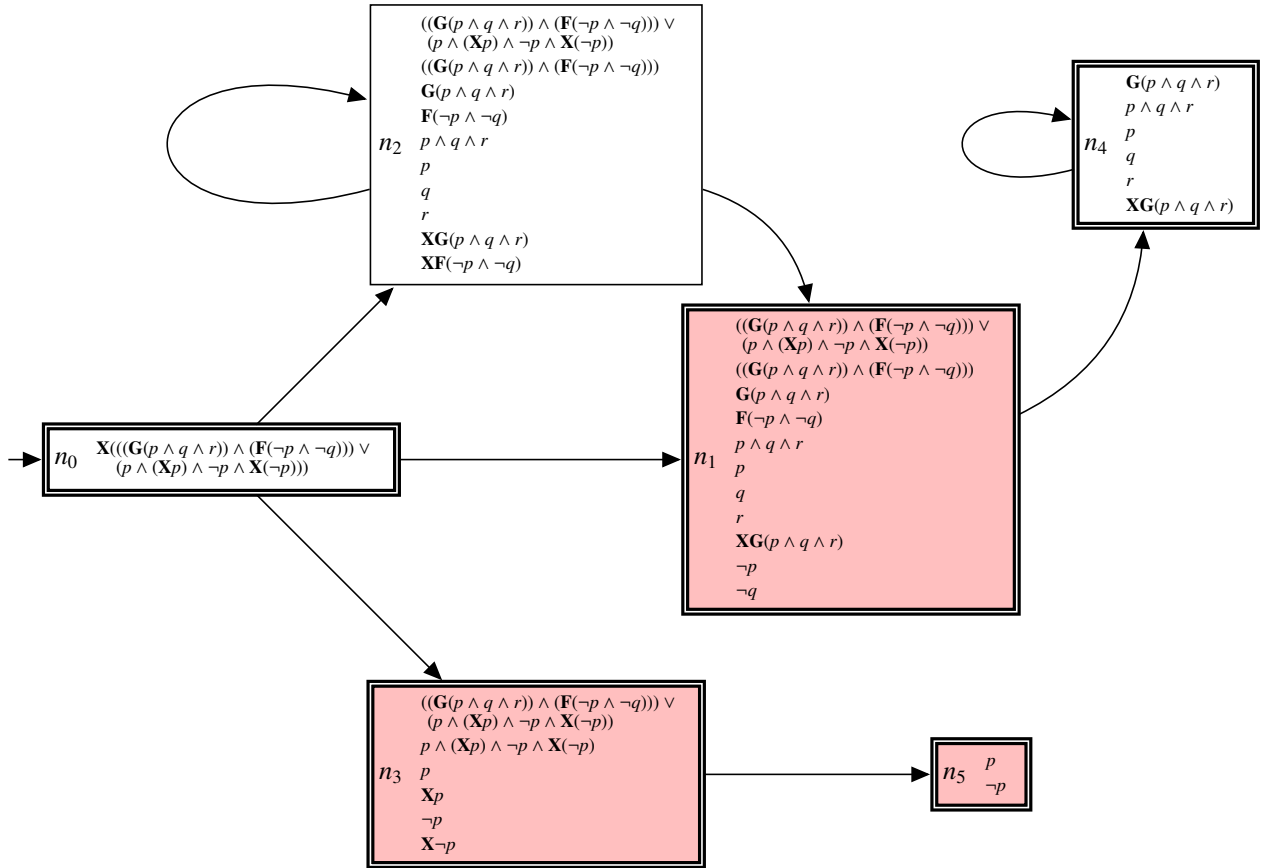 ((G(p ∧ q ∧ r)) ∧ (F(¬p ∧ ¬q))) ∨
(p ∧ (Xp) ∧ ¬p ∧ X(¬p))
((G(p ∧ q ∧ r)) ∧ (F(¬p ∧ ¬q)))
G(p ∧ q ∧ r)
F(¬p ∧ ¬q)
n₂ p ∧ q ∧ r
p
q
r
XG(p ∧ q ∧ r)
XF(¬p ∧ ¬q)
G(p ∧ q ∧ r)
p ∧ q ∧ r
p
n₄
q
r
XG(p ∧ q ∧ r)
n₀ X(((G(p ∧ q ∧ r)) ∧ (F(¬p ∧ ¬q))) ∨
(p ∧ (Xp) ∧ ¬p ∧ X(¬p)))
((G(p ∧ q ∧ r)) ∧ (F(¬p ∧ ¬q))) ∨
(p ∧ (Xp) ∧ ¬p ∧ X(¬p))
((G(p ∧ q ∧ r)) ∧ (F(¬p ∧ ¬q)))
G(p ∧ q ∧ r)
F(¬p ∧ ¬q)
p ∧ q ∧ r
n₁ p
q
r
XG(p ∧ q ∧ r)
¬p
¬q
((G(p ∧ q ∧ r)) ∧ (F(¬p ∧ ¬q))) ∨
(p ∧ (Xp) ∧ ¬p ∧ X(¬p))
p ∧ (Xp) ∧ ¬p ∧ X(¬p)
n₃ p
Xp
¬p
X¬p
n₅ p
¬p